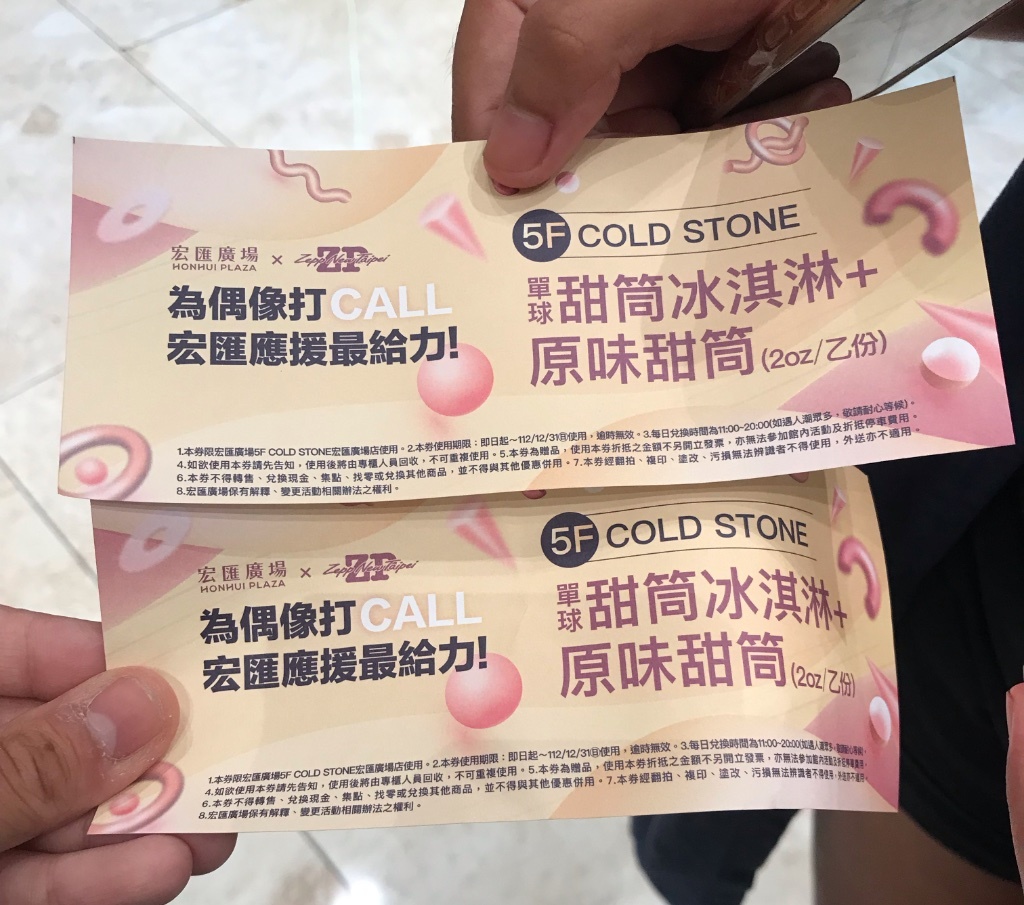 宏匯廣場 × ZP
HONHUI PLAZA Zepp New Taipei
為偶像打CALL
宏匯應援最給力!
5F COLD STONE
單球 甜筒冰淇淋+
原味甜筒(2oz/乙份)
1.本券限宏匯廣場5F COLD STONE宏匯廣場店使用。2.本券使用期限:即日起～112/12/31㊐使用,逾時無效。3.每日兌換時間為11:00-20:00(如遇人潮眾多,敬請耐心等候)。
4.如欲使用本券請先告知,使用後將由專櫃人員回收,不可重複使用。5.本券為贈品,使用本券折抵之金額不另開立發票,亦無法參加館內活動及折抵停車費用。
6.本券不得轉售、兌換現金、集點、找零或兌換其他商品,並不得與其他優惠併用。7.本券經翻拍、複印、塗改、污損無法辨識者不得使用,外送亦不適用。
8.宏匯廣場保有解釋、變更活動相關辦法之權利。
宏匯廣場 × ZP
HONHUI PLAZA Zepp New Taipei
為偶像打CALL
宏匯應援最給力!
5F COLD STONE
單球 甜筒冰淇淋+
原味甜筒(2oz/乙份)
1.本券限宏匯廣場5F COLD STONE宏匯廣場店使用。2.本券使用期限:即日起～112/12/31㊐使用,逾時無效。3.每日兌換時間為11:00-20:00(如遇人潮眾多,敬請耐心等候)。
4.如欲使用本券請先告知,使用後將由專櫃人員回收,不可重複使用。5.本券為贈品,使用本券折抵之金額不另開立發票,亦無法參加館內活動及折抵停車費用。
6.本券不得轉售、兌換現金、集點、找零或兌換其他商品,並不得與其他優惠併用。7.本券經翻拍、複印、塗改、污損無法辨識者不得使用,外送亦不適用。
8.宏匯廣場保有解釋、變更活動相關辦法之權利。